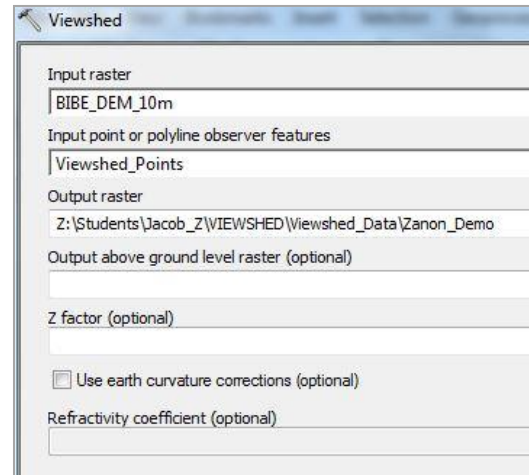 Viewshed
Input raster
BIBE_DEM_10m
Input point or polyline observer features
Viewshed_Points
Output raster
Z:\Students\Jacob_Z\VIEWSHED\Viewshed_Data\Zanon_Demo
Output above ground level raster (optional)
Z factor (optional)
Use earth curvature corrections (optional)
Refractivity coefficient (optional)